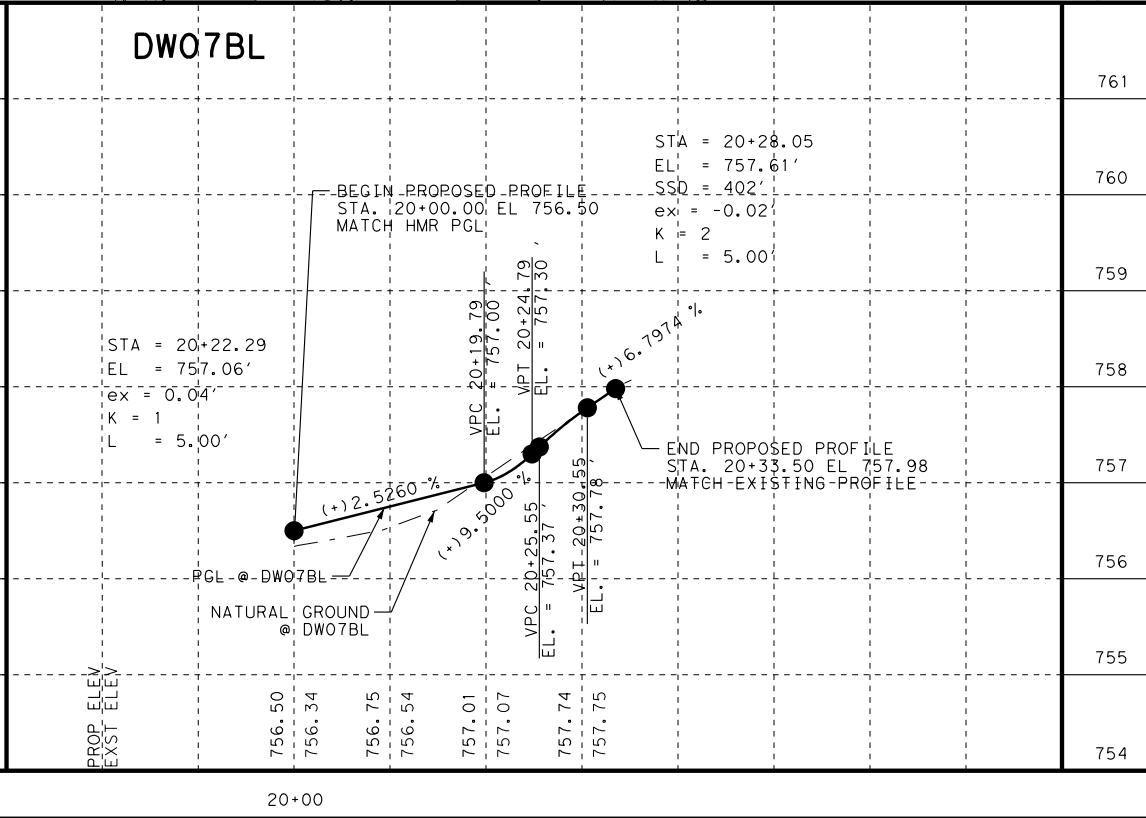 DW07BL
761
STA = 20+28.05
EL = 757.61'
SSD = 402'
ex = -0.02'
K = 2
L = 5.00'
760
BEGIN PROPOSED PROFILE
STA. 20+00.00 EL 756.50
MATCH HMR PGL
759
VPC 20+19.79
EL. = 757.00 '
VPT 20+24.79
EL. = 757.30 '
(+)6.7974 %
STA = 20+22.29
EL = 757.06'
ex = 0.04'
K = 1
L = 5.00'
758
END PROPOSED PROFILE
STA. 20+33.50 EL 757.98
MATCH EXISTING PROFILE
757
(+)2.5260 %
(+)9.5000 %
VPC 20+25.55
EL. = 757.37 '
VPT 20+30.55
EL. = 757.78 '
PGL @ DW07BL
756
NATURAL GROUND
@ DW07BL
755
PROP ELEV
EXST ELEV
756.50
756.34
756.75
756.54
757.01
757.07
757.74
757.75
754
20+00